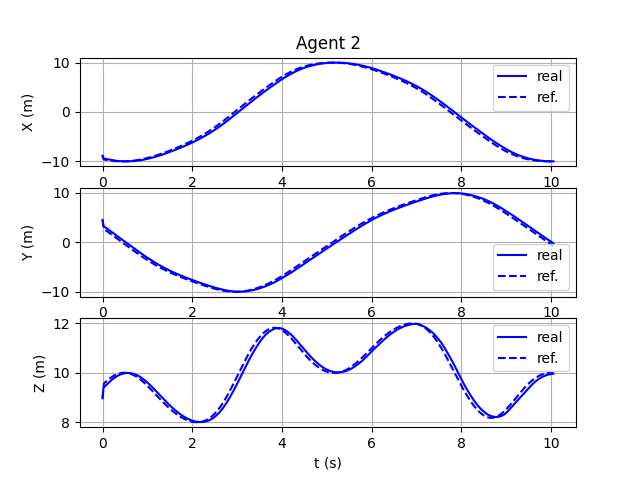 Agent 2
X (m)
10
0
−10
real
ref.
0 2 4 6 8 10
Y (m)
10
0
−10
real
ref.
0 2 4 6 8 10
Z (m)
12
10
8
real
ref.
0 2 4 6 8 10
t (s)